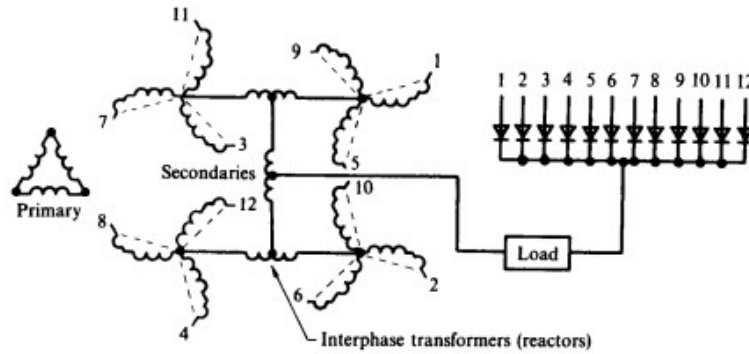 11
9
1
1 2 3 4 5 6 7 8 9 10 11 12
7
3
5
Secondaries
10
Primary
8
12
Load
6
2
4
Interphase transformers (reactors)